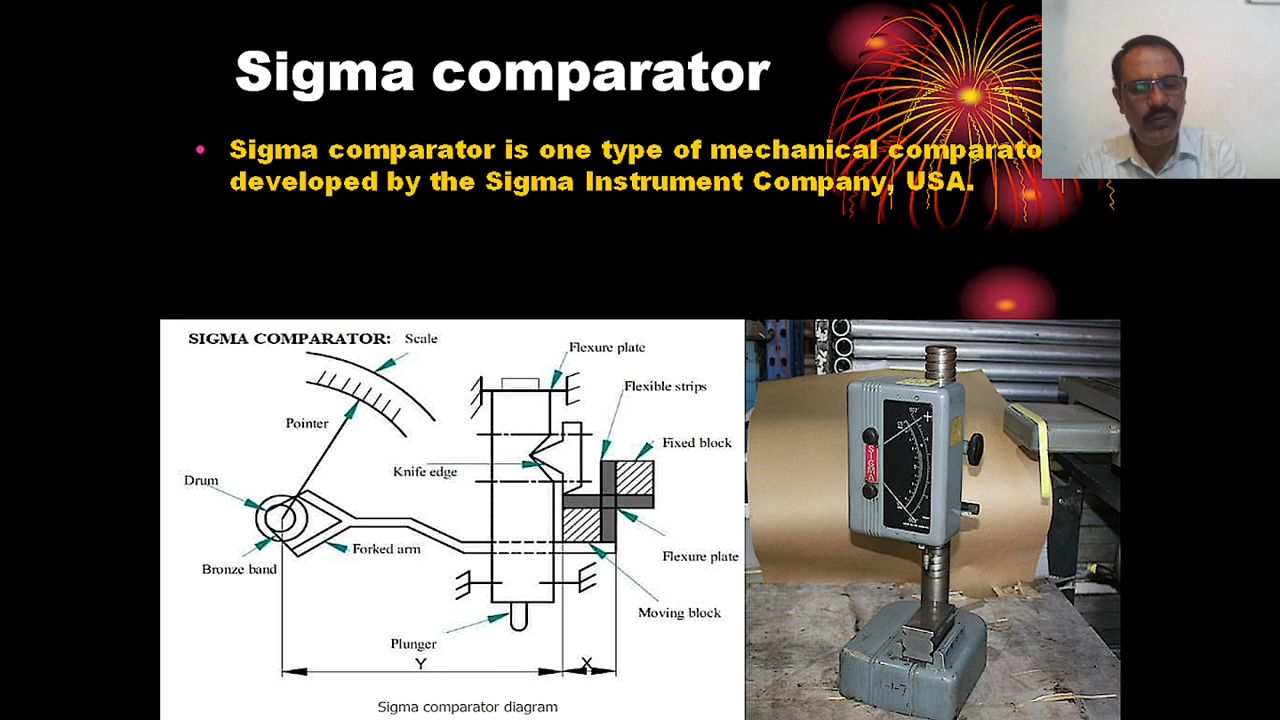 Sigma comparator
• Sigma comparator is one type of mechanical comparato
developed by the Sigma Instrument Company, USA.
SIGMA COMPARATOR:
Scale
Flexure plate
Flexible strips
Pointer
Fixed block
Knife edge
Drum
Forked arm
Flexure plate
Bronze band
Moving block
Plunger
Y
X
Sigma comparator diagram
SIGMA